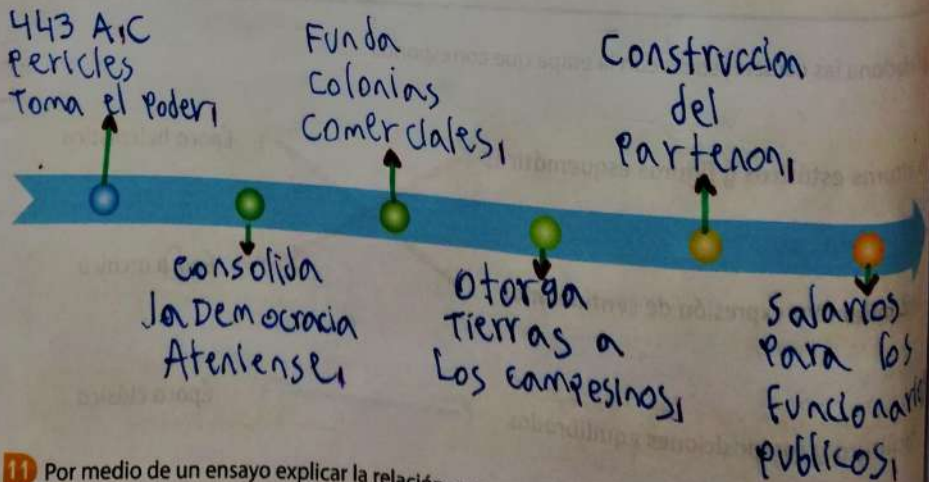 443 A,C
Pericles
Toma el Poder,
consolida
la Democracia
Ateniense,
Funda
Colonias
Comerciales,
Otorga
Tierras a
Los campesinos,
Construccion
del
Partenon,
Salarios
Para los
Funcionarios
publicos,
11 Por medio de un ensayo explicar la relación